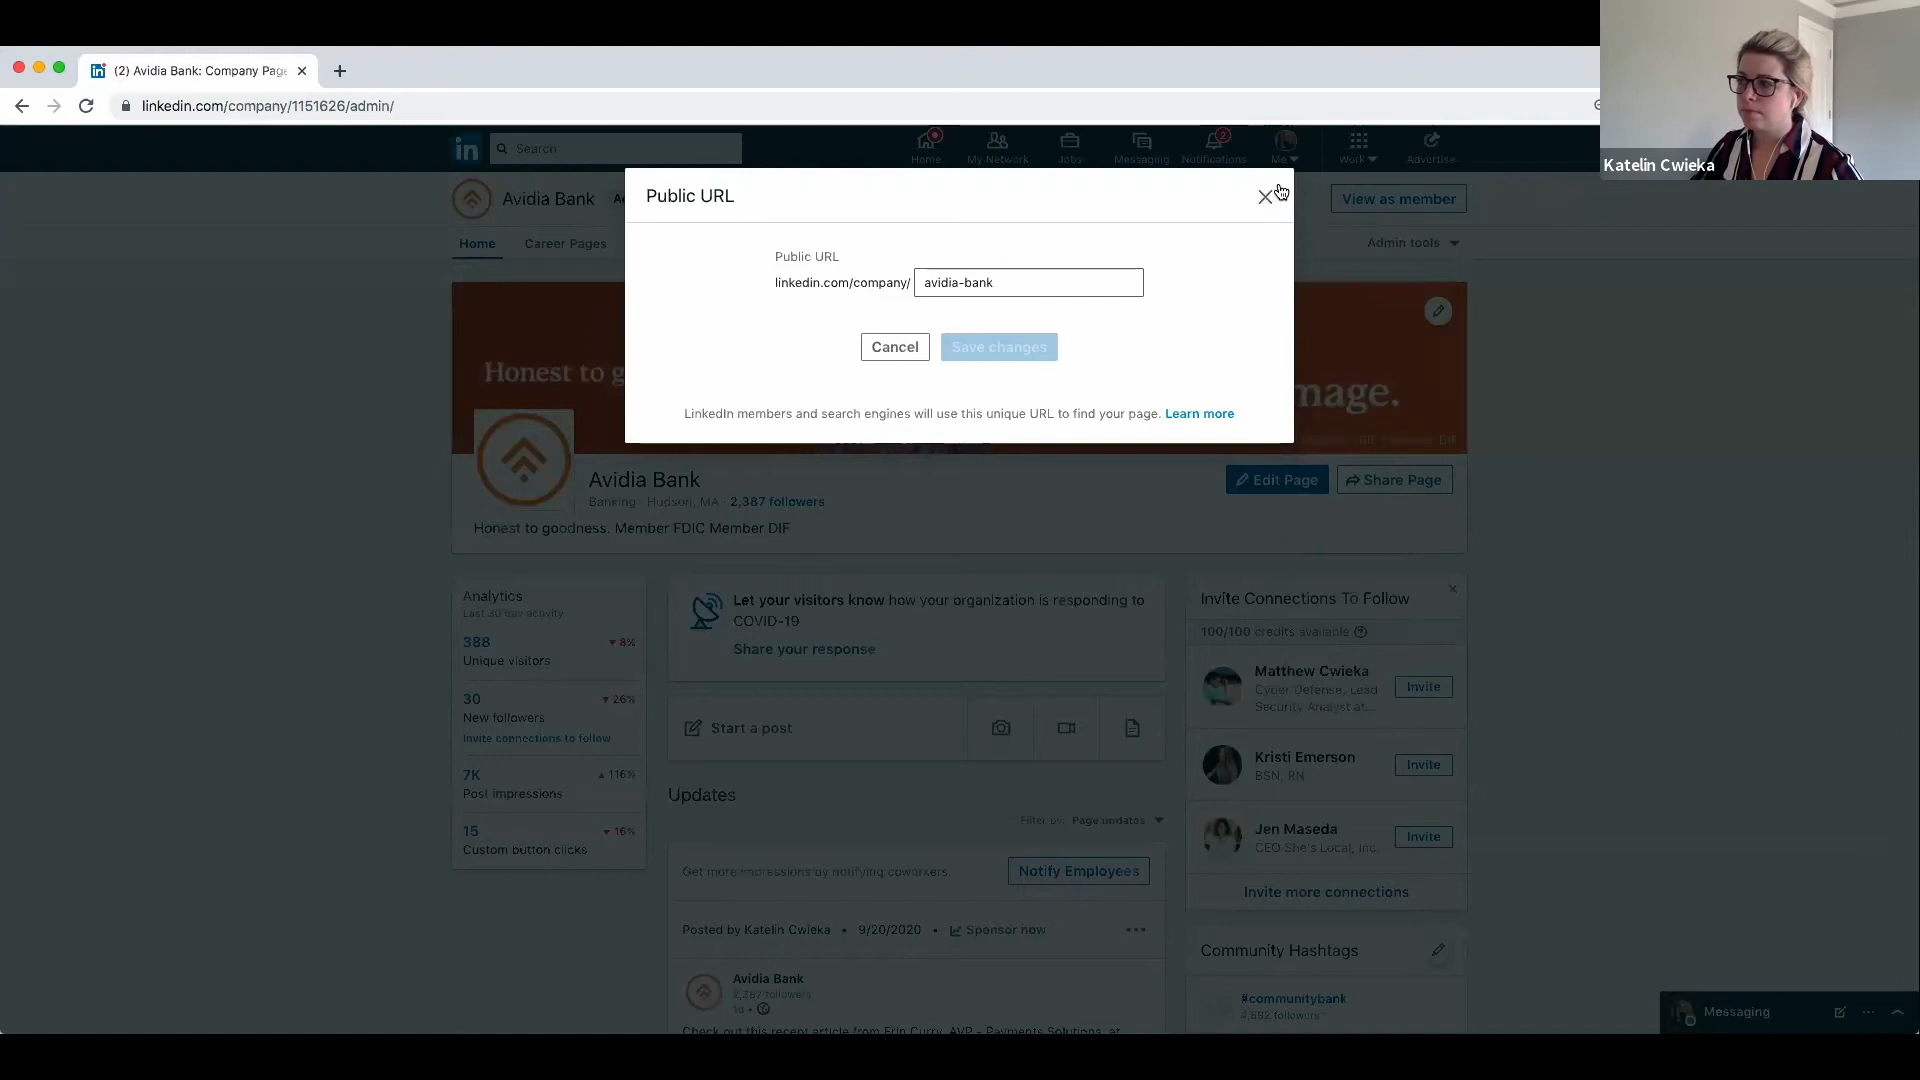 (2) Avidia Bank: Company Page
linkedin.com/company/1151626/admin/
Katelin Cwieka
in
Search
Home
My Network
Jobs
Messaging
2
Notifications
Me
Work
Advertise
Avidia Bank
View as member
Home
Career Pages
Admin tools
Public URL
Public URL
linkedin.com/company/ avidia-bank
Cancel
Save changes
LinkedIn members and search engines will use this unique URL to find your page. Learn more
Honest to g
mage.
Avidia Bank
Banking · Hudson, MA · 2,387 followers
Honest to goodness. Member FDIC Member DIF
Edit Page
Share Page
Analytics
Last 30 day activity
388 ▼ 8%
Unique visitors
30 ▼ 26%
New followers
Invite connections to follow
7K ▲ 116%
Post impressions
15 ▼ 16%
Custom button clicks
Let your visitors know how your organization is responding to
COVID-19
Share your response
Start a post
Updates
Filter by: Page updates
Get more impressions by notifying coworkers.
Notify Employees
Posted by Katelin Cwieka • 9/20/2020 • Sponsor now
Avidia Bank
2,387 followers
1d •
Check out this recent article from Erin Curry, AVP - Payments Solutions, at
Invite Connections To Follow
100/100 credits available
Matthew Cwieka
Cyber Defense, Lead
Security Analyst at...
Invite
Kristi Emerson
BSN, RN
Invite
Jen Maseda
CEO She's Local, Inc.
Invite
Invite more connections
Community Hashtags
#communitybank
4,692 followers
Messaging